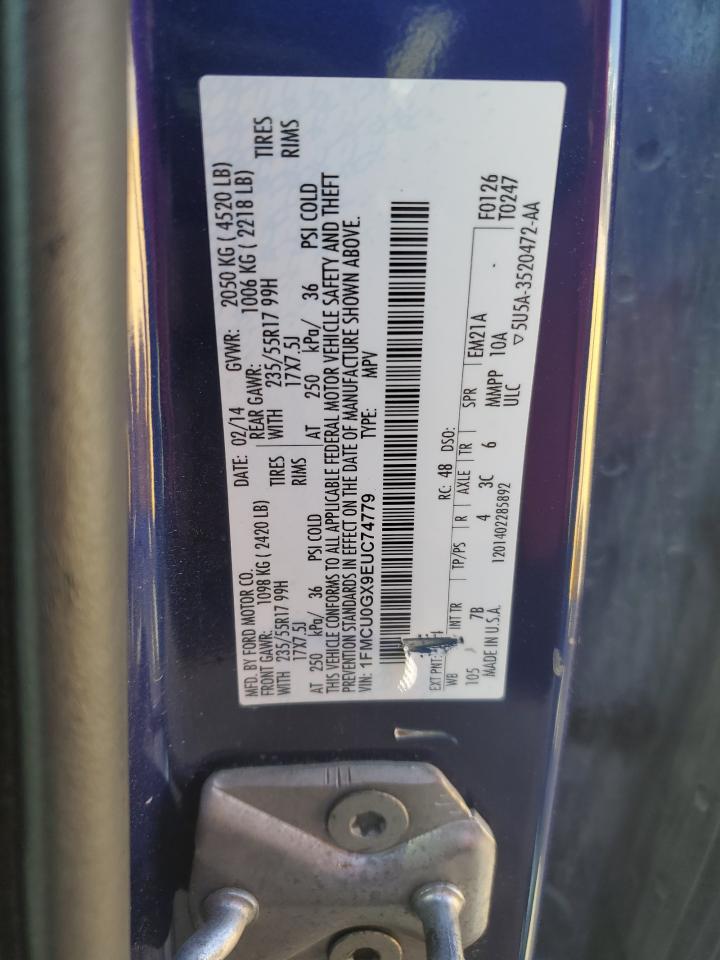 MFD. BY FORD MOTOR CO. DATE: 02/14 GVWR: 2050 KG ( 4520 LB)
FRONT GAWR: 1098 KG ( 2420 LB) REAR GAWR: 1006 KG ( 2218 LB)
WITH 235/55R17 99H TIRES WITH 235/55R17 99H TIRES
17X7.5J RIMS 17X7.5J RIMS
AT 250 kPa/ 36 PSI COLD AT 250 kPa/ 36 PSI COLD
THIS VEHICLE CONFORMS TO ALL APPLICABLE FEDERAL MOTOR VEHICLE SAFETY AND THEFT
PREVENTION STANDARDS IN EFFECT ON THE DATE OF MANUFACTURE SHOWN ABOVE.
VIN: 1FMCU0GX9EUC74779 TYPE: MPV
F0126
T0247
EXT PNT: RC: 48 DSO:
WB INT TR TP/PS R AXLE TR SPR EM21A
105 7B 4 3C 6 MMPP 10A
MADE IN U.S.A. 1201402285892 ULC ▽5U5A-3520472-AA